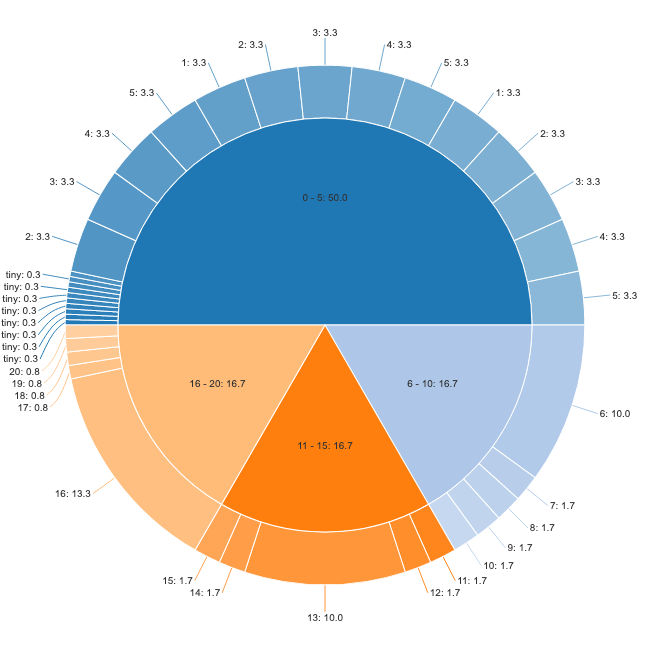 3: 3.3
2: 3.3
4: 3.3
1: 3.3
5: 3.3
5: 3.3
1: 3.3
4: 3.3
2: 3.3
3: 3.3
3: 3.3
0 - 5: 50.0
2: 3.3
4: 3.3
tiny: 0.3
tiny: 0.3
5: 3.3
tiny: 0.3
tiny: 0.3
tiny: 0.3
tiny: 0.3
tiny: 0.3
tiny: 0.3
20: 0.8
19: 0.8
16 - 20: 16.7
6 - 10: 16.7
18: 0.8
17: 0.8
6: 10.0
11 - 15: 16.7
16: 13.3
7: 1.7
8: 1.7
9: 1.7
10: 1.7
15: 1.7
11: 1.7
14: 1.7
12: 1.7
13: 10.0